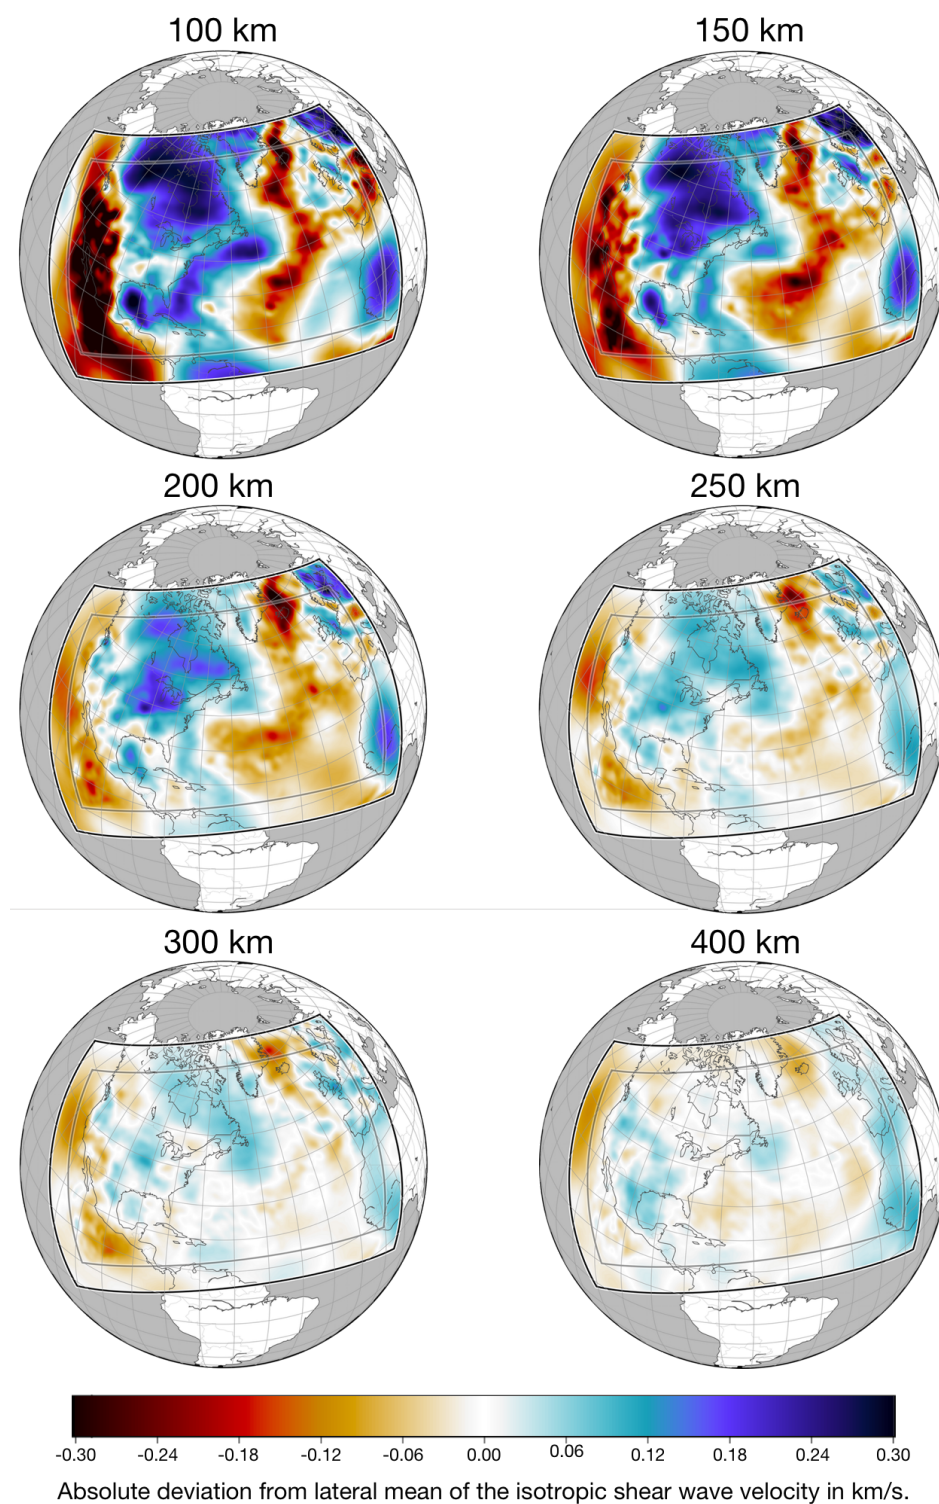 100 km
150 km
200 km
250 km
300 km
400 km
-0.30 -0.24 -0.18 -0.12 -0.06 0.00 0.06 0.12 0.18 0.24 0.30
Absolute deviation from lateral mean of the isotropic shear wave velocity in km/s.